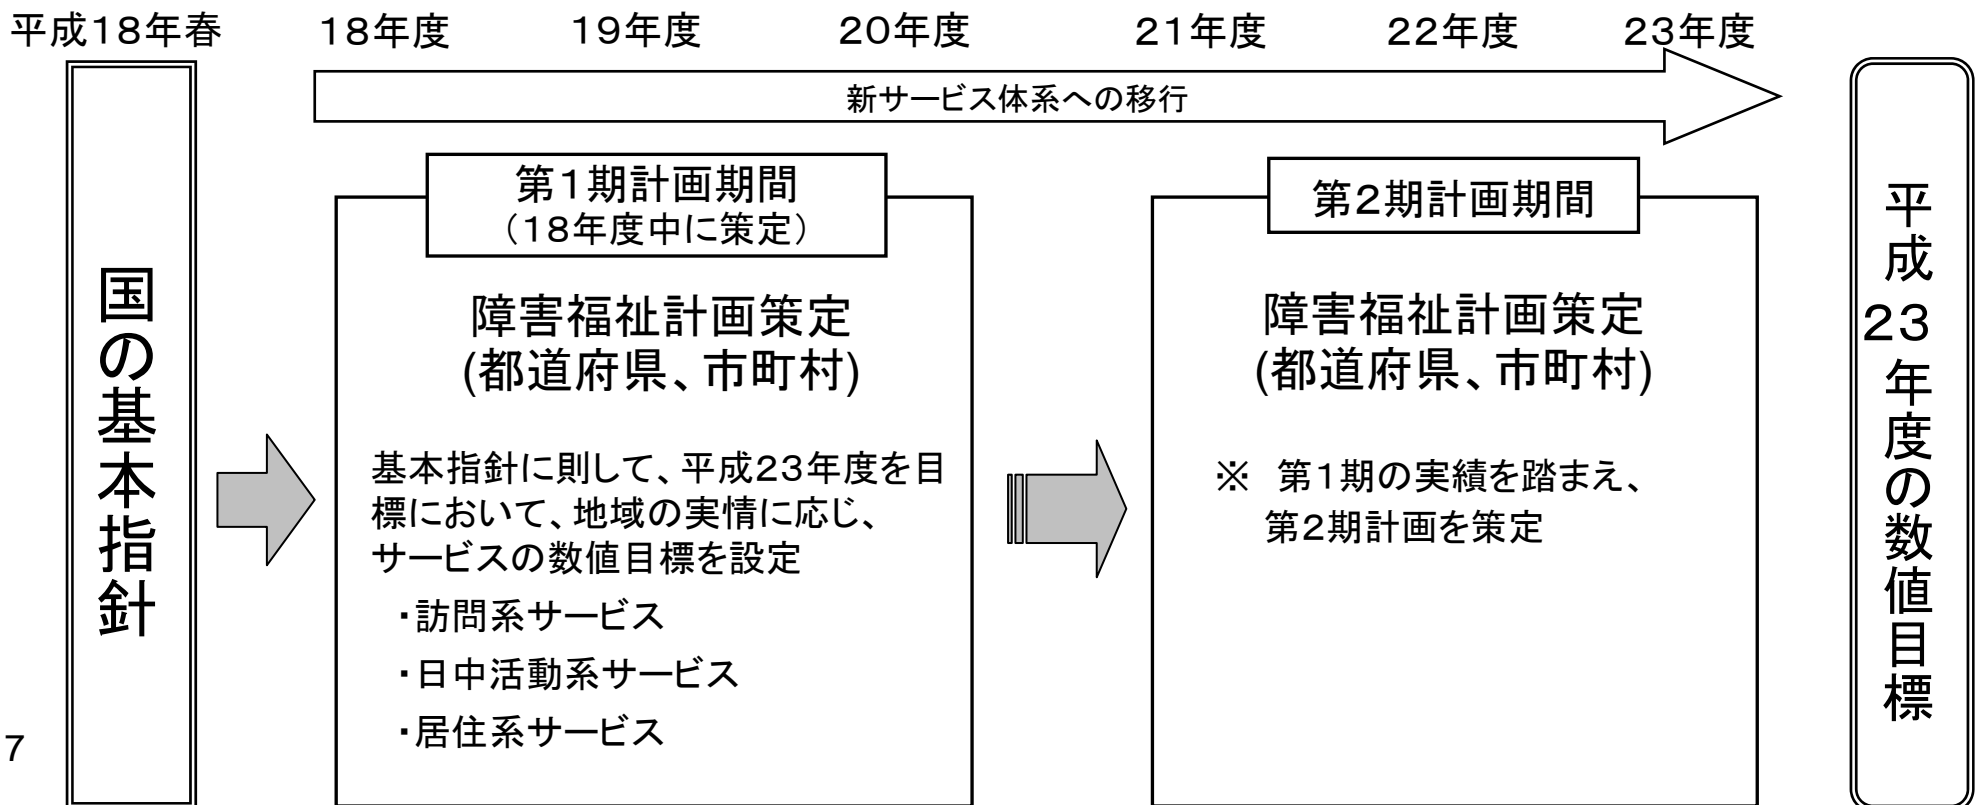 平成18年春 18年度 19年度 20年度 21年度 22年度 23年度
新サービス体系への移行
国の基本指針
第1期計画期間
（18年度中に策定）
障害福祉計画策定
(都道府県、市町村)
基本指針に則して、平成23年度を目
標において、地域の実情に応じ、
サービスの数値目標を設定
・訪問系サービス
・日中活動系サービス
・居住系サービス
第2期計画期間
障害福祉計画策定
(都道府県、市町村)
※ 第1期の実績を踏まえ、
第2期計画を策定
平成23年度の数値目標
7